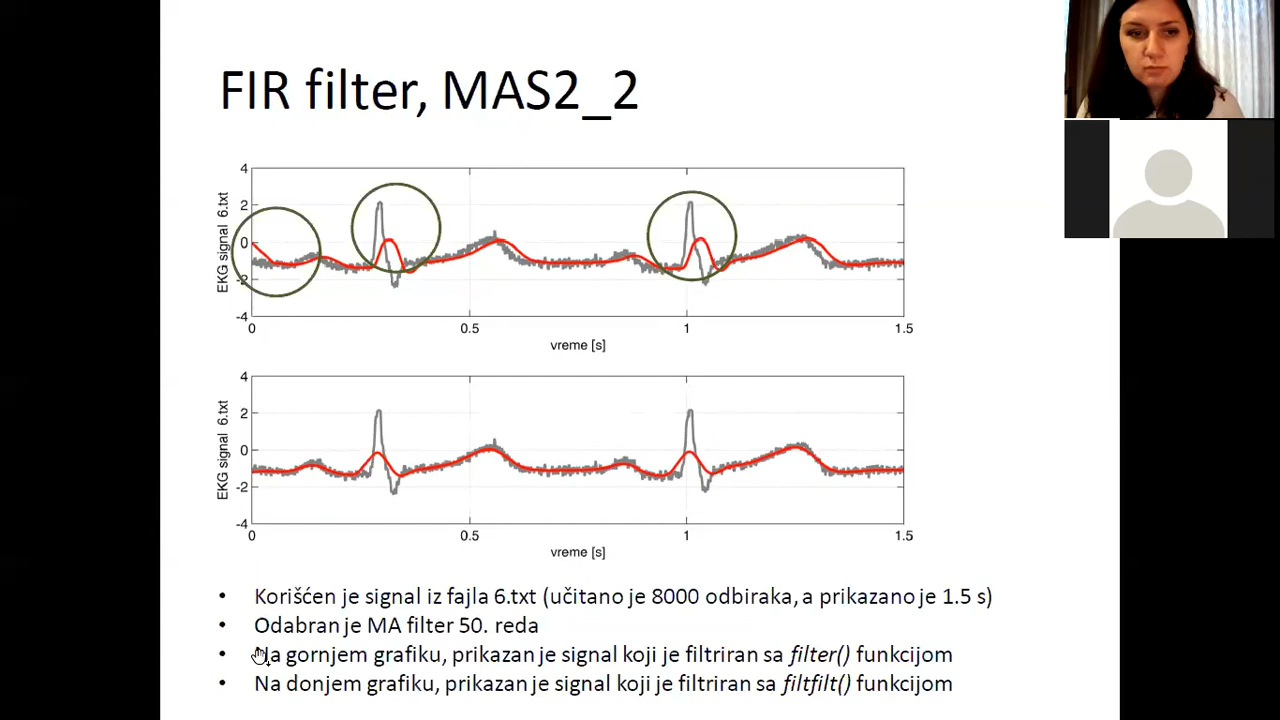 FIR filter, MAS2_2
EKG signal 6.txt
4
2
0
-2
-4
0
0.5
1
1.5
vreme [s]
EKG signal 6.txt
4
2
0
-2
-4
0
0.5
1
1.5
vreme [s]
• Korišćen je signal iz fajla 6.txt (učitano je 8000 odbiraka, a prikazano je 1.5 s)
• Odabran je MA filter 50. reda
• Na gornjem grafiku, prikazan je signal koji je filtriran sa filter() funkcijom
• Na donjem grafiku, prikazan je signal koji je filtriran sa filtfilt() funkcijom